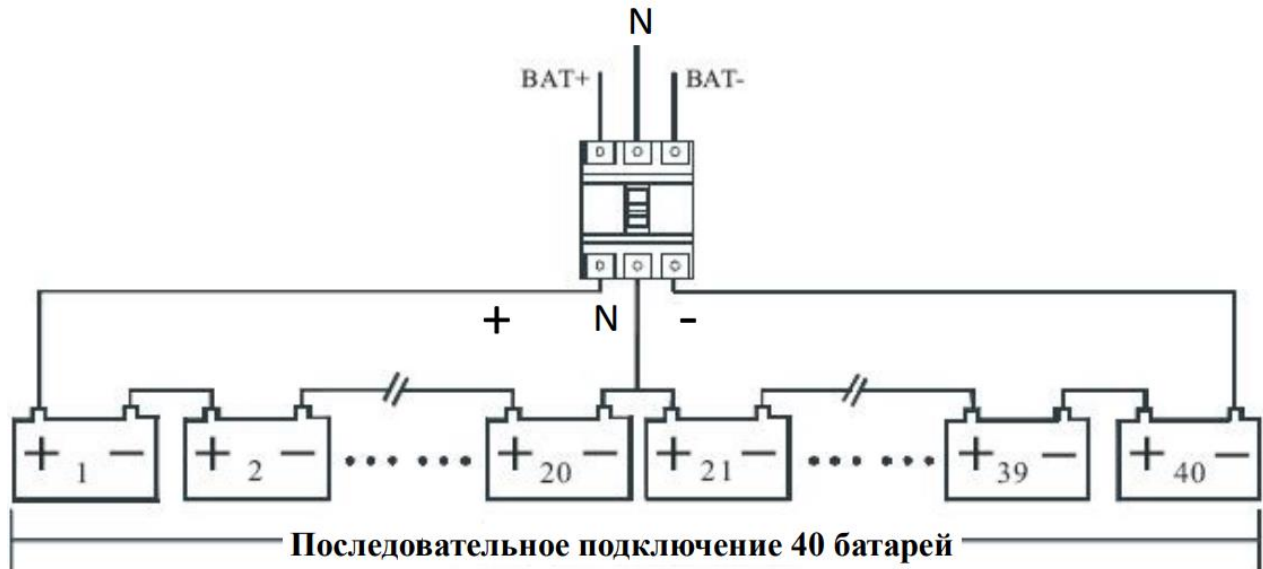 N
BAT+ BAT-
+ N -
+ 1 − + 2 − + 20 − + 21 − + 39 − + 40 −
Последовательное подключение 40 батарей